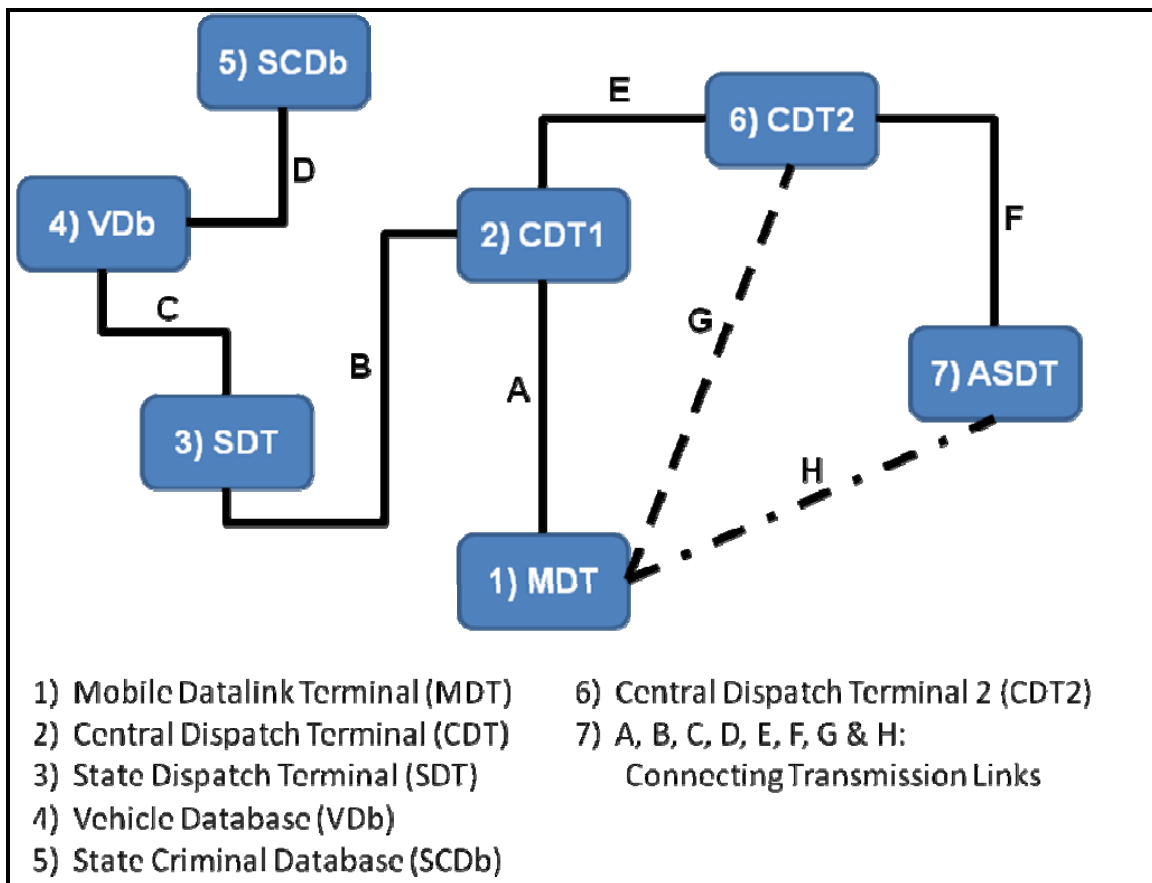 5) SCDb
E
6) CDT2
D
4) VDb
2) CDT1
F
C
G
B
A
7) ASDT
3) SDT
H
1) MDT
1) Mobile Datalink Terminal (MDT)
2) Central Dispatch Terminal (CDT)
3) State Dispatch Terminal (SDT)
4) Vehicle Database (VDb)
5) State Criminal Database (SCDb)
6) Central Dispatch Terminal 2 (CDT2)
7) A, B, C, D, E, F, G & H:
Connecting Transmission Links